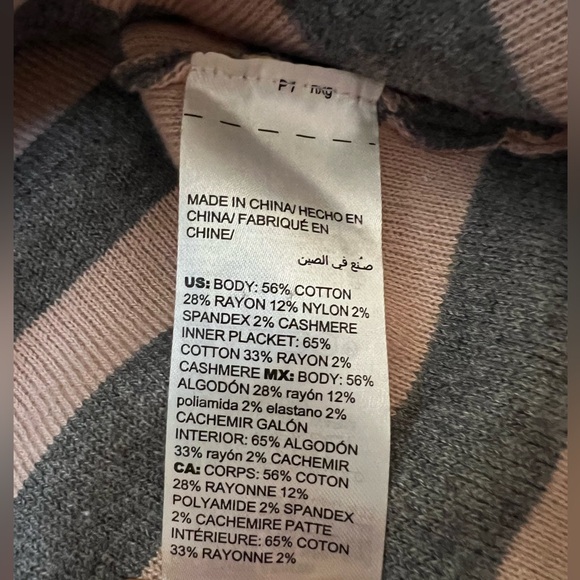 MADE IN CHINA/ HECHO EN
CHINA/ FABRIQUÉ EN
CHINE/
صنع في الصين
US: BODY: 56% COTTON
28% RAYON 12% NYLON 2%
SPANDEX 2% CASHMERE
INNER PLACKET: 65%
COTTON 33% RAYON 2%
CASHMERE MX: BODY: 56%
ALGODÓN 28% rayón 12%
poliamida 2% elastano 2%
CACHEMIR GALÓN
INTERIOR: 65% ALGODÓN
33% rayón 2% CACHEMIR
CA: CORPS: 56% COTON
28% RAYONNE 12%
POLYAMIDE 2% SPANDEX
2% CACHEMIRE PATTE
INTÉRIEURE: 65% COTON
33% RAYONNE 2%